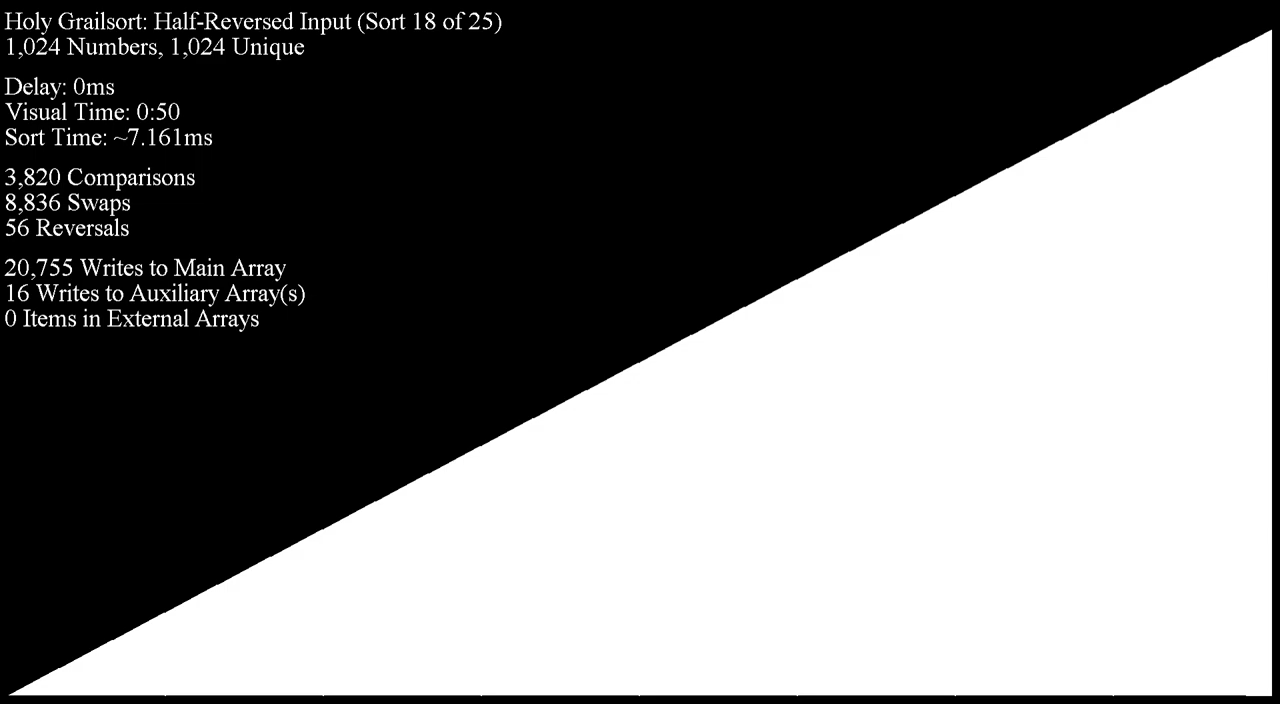 Holy Grailsort: Half-Reversed Input (Sort 18 of 25)
1,024 Numbers, 1,024 Unique
Delay: 0ms
Visual Time: 0:50
Sort Time: ~7.161ms
3,820 Comparisons
8,836 Swaps
56 Reversals
20,755 Writes to Main Array
16 Writes to Auxiliary Array(s)
0 Items in External Arrays